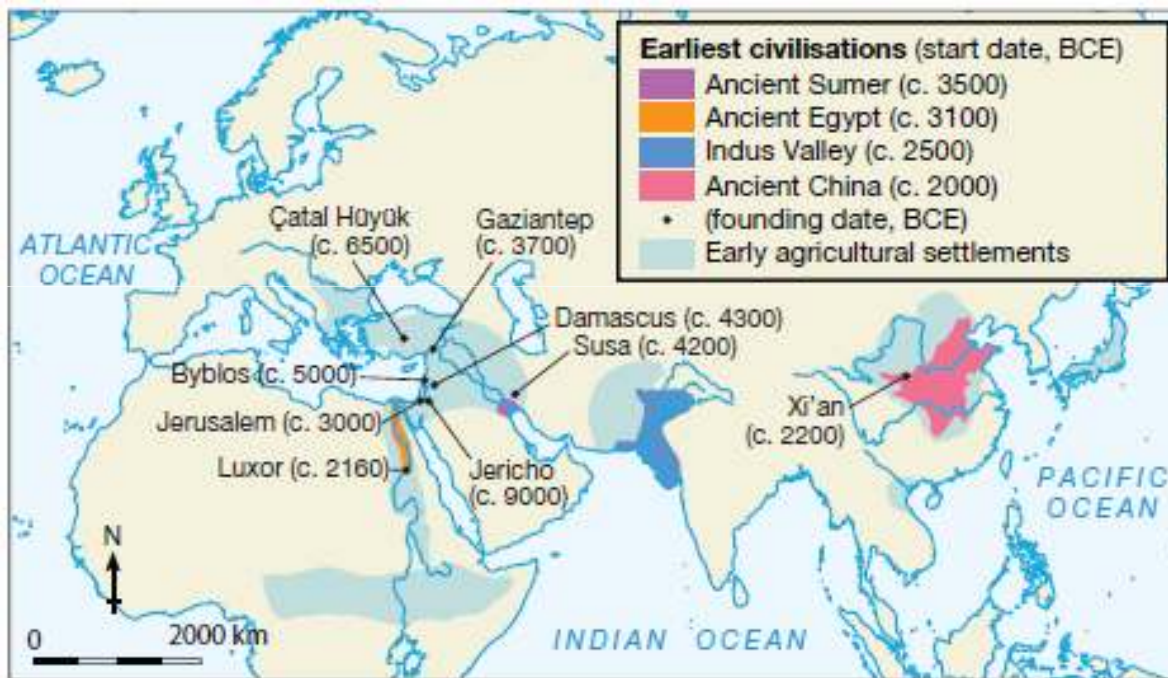 Earliest civilisations (start date, BCE)
Ancient Sumer (c. 3500)
Ancient Egypt (c. 3100)
Indus Valley (c. 2500)
Ancient China (c. 2000)
(founding date, BCE)
Early agricultural settlements
ATLANTIC
OCEAN
Çatal Hüyük
(c. 6500)
Gaziantep
(c. 3700)
Damascus (c. 4300)
Susa (c. 4200)
Byblos (c. 5000)
Jerusalem (c. 3000)
Luxor (c. 2160)
Jericho
(c. 9000)
Xi'an
(c. 2200)
PACIFIC
OCEAN
N
0 2000 km
INDIAN OCEAN